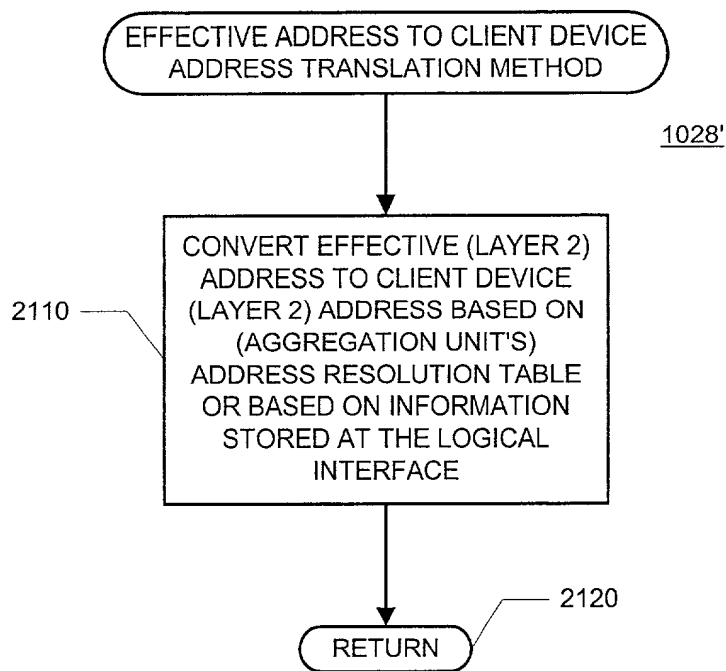 EFFECTIVE ADDRESS TO CLIENT DEVICE
ADDRESS TRANSLATION METHOD
1028'
CONVERT EFFECTIVE (LAYER 2)
ADDRESS TO CLIENT DEVICE
(LAYER 2) ADDRESS BASED ON
(AGGREGATION UNIT'S)
ADDRESS RESOLUTION TABLE
OR BASED ON INFORMATION
STORED AT THE LOGICAL
INTERFACE
2110
2120
RETURN